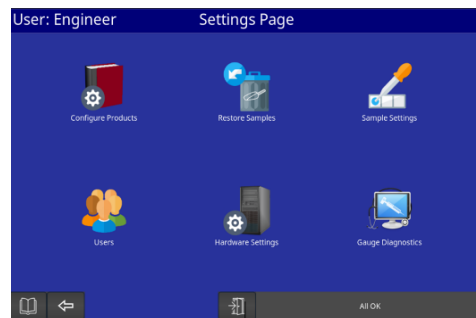 User: Engineer Settings Page
Configure Products Restore Samples Sample Settings
Users Hardware Settings Gauge Diagnostics
All OK